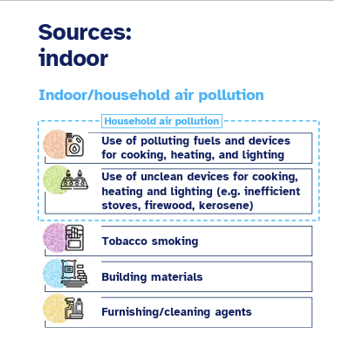 Sources:
indoor
Indoor/household air pollution
Household air pollution
Use of polluting fuels and devices
for cooking, heating, and lighting
Use of unclean devices for cooking,
heating and lighting (e.g. inefficient
stoves, firewood, kerosene)
Tobacco smoking
Building materials
Furnishing/cleaning agents